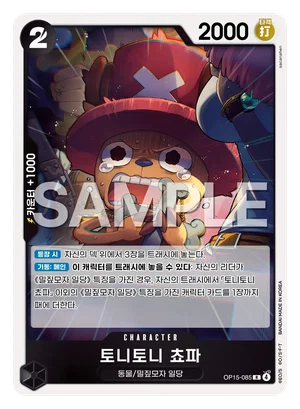 2
2000
타격
打
카운터 +1000
SAMPLE
등장 시 자신의 덱 위에서 3장을 트래시에 놓는다.
기동: 메인 이 캐릭터를 트래시에 놓을 수 있다: 자신의 리더가
《밀짚모자 일당》 특징을 가진 경우, 자신의 트래시에서 「토니토니
쵸파」 이외의 《밀짚모자 일당》 특징을 가진 캐릭터 카드를 1장까지
패에 더한다.
CHARACTER
토니토니 쵸파
동물/밀짚모자 일당
OP15-085 R
BANDAI MADE IN KOREA